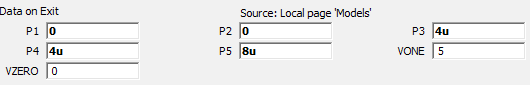 Data on Exit Source: Local page 'Models'
P1 0 P2 0 P3 4u
P4 4u P5 8u VONE 5
VZERO 0